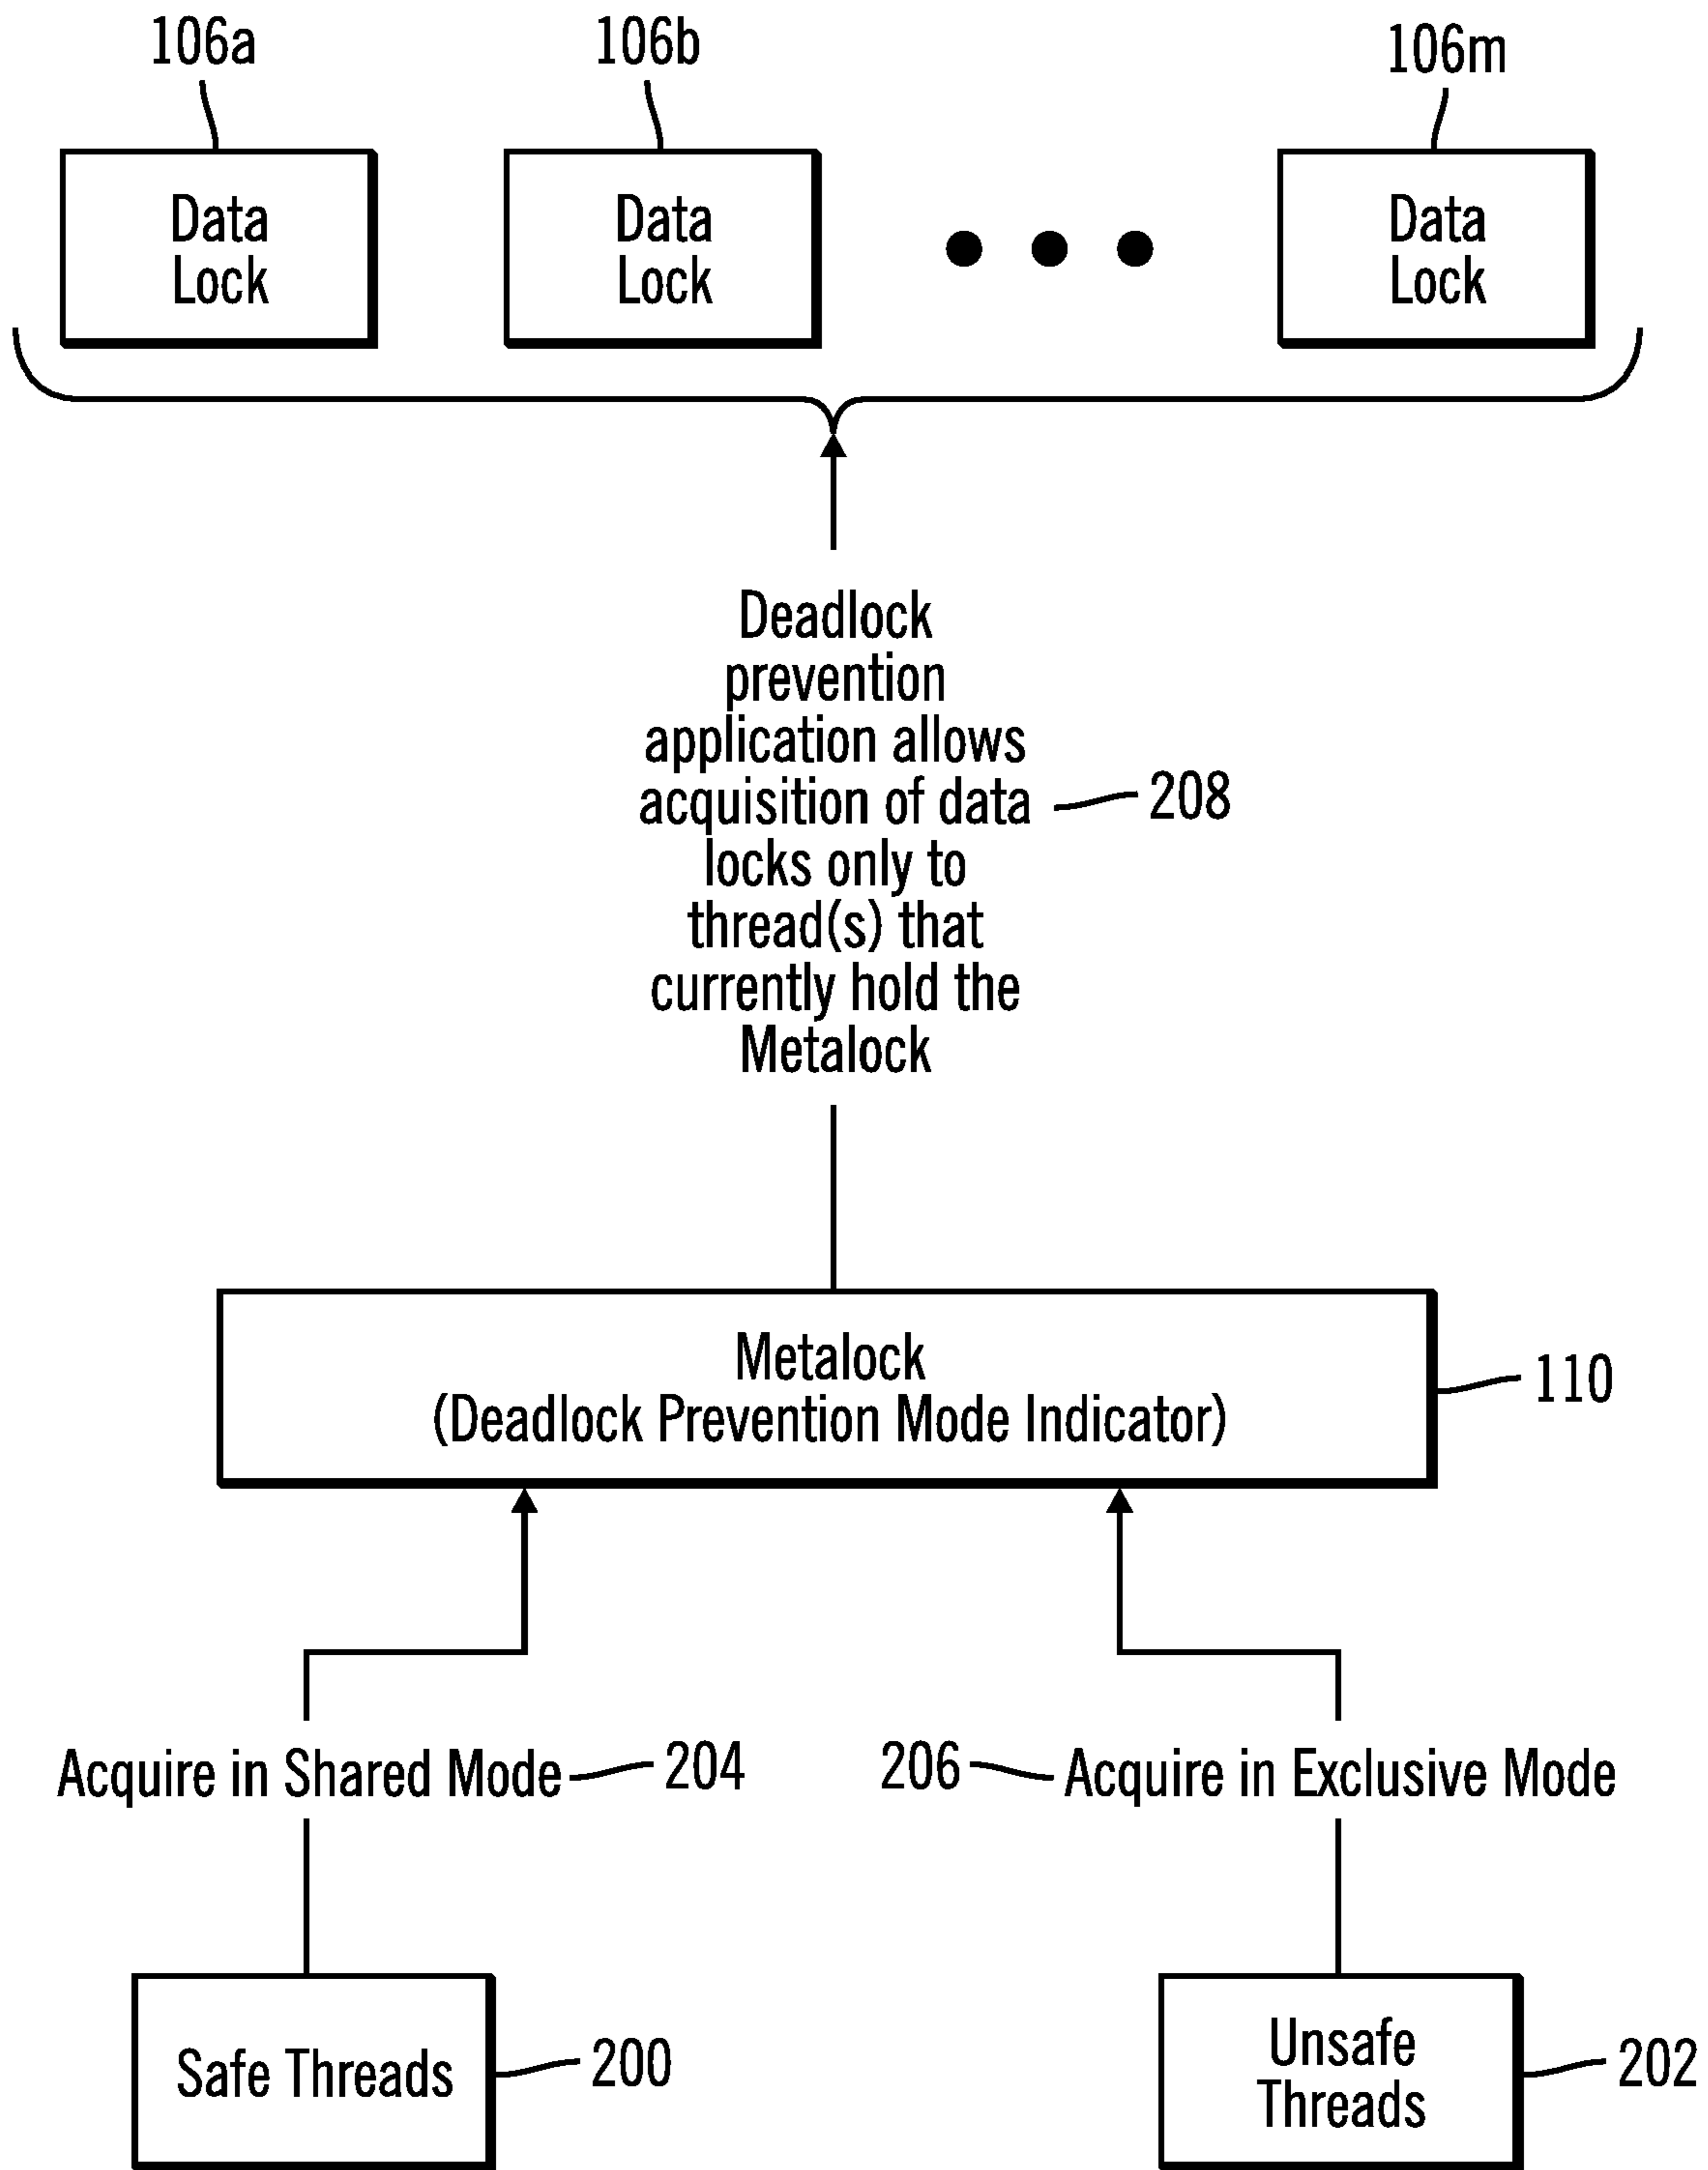 106a
106b
106m
Data
Lock
Data
Lock
Data
Lock
Deadlock
prevention
application allows
acquisition of data
locks only to
thread(s) that
currently hold the
Metalock
208
Metalock
(Deadlock Prevention Mode Indicator)
110
Acquire in Shared Mode
204
206
Acquire in Exclusive Mode
Safe Threads
200
Unsafe
Threads
202